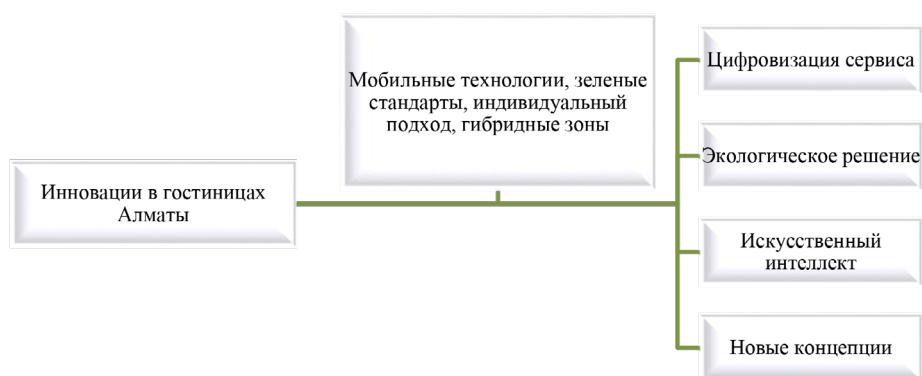 Инновации в гостиницах
Алматы
Мобильные технологии, зеленые
стандарты, индивидуальный
подход, гибридные зоны
Цифровизация сервиса
Экологическое решение
Искусственный
интеллект
Новые концепции